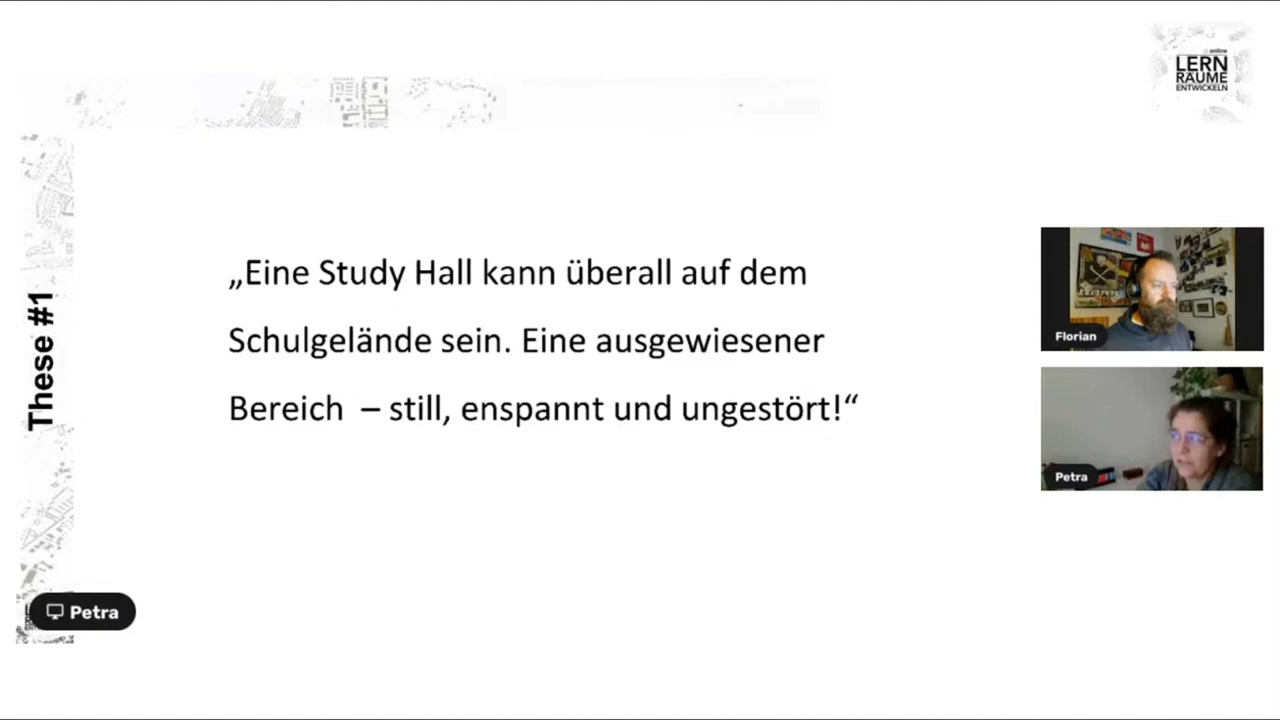 :: online
LERN
RÄUME
ENTWICKELN
These #1
„Eine Study Hall kann überall auf dem
Schulgelände sein. Eine ausgewiesener
Bereich – still, enspannt und ungestört!“
Florian
Petra
Petra